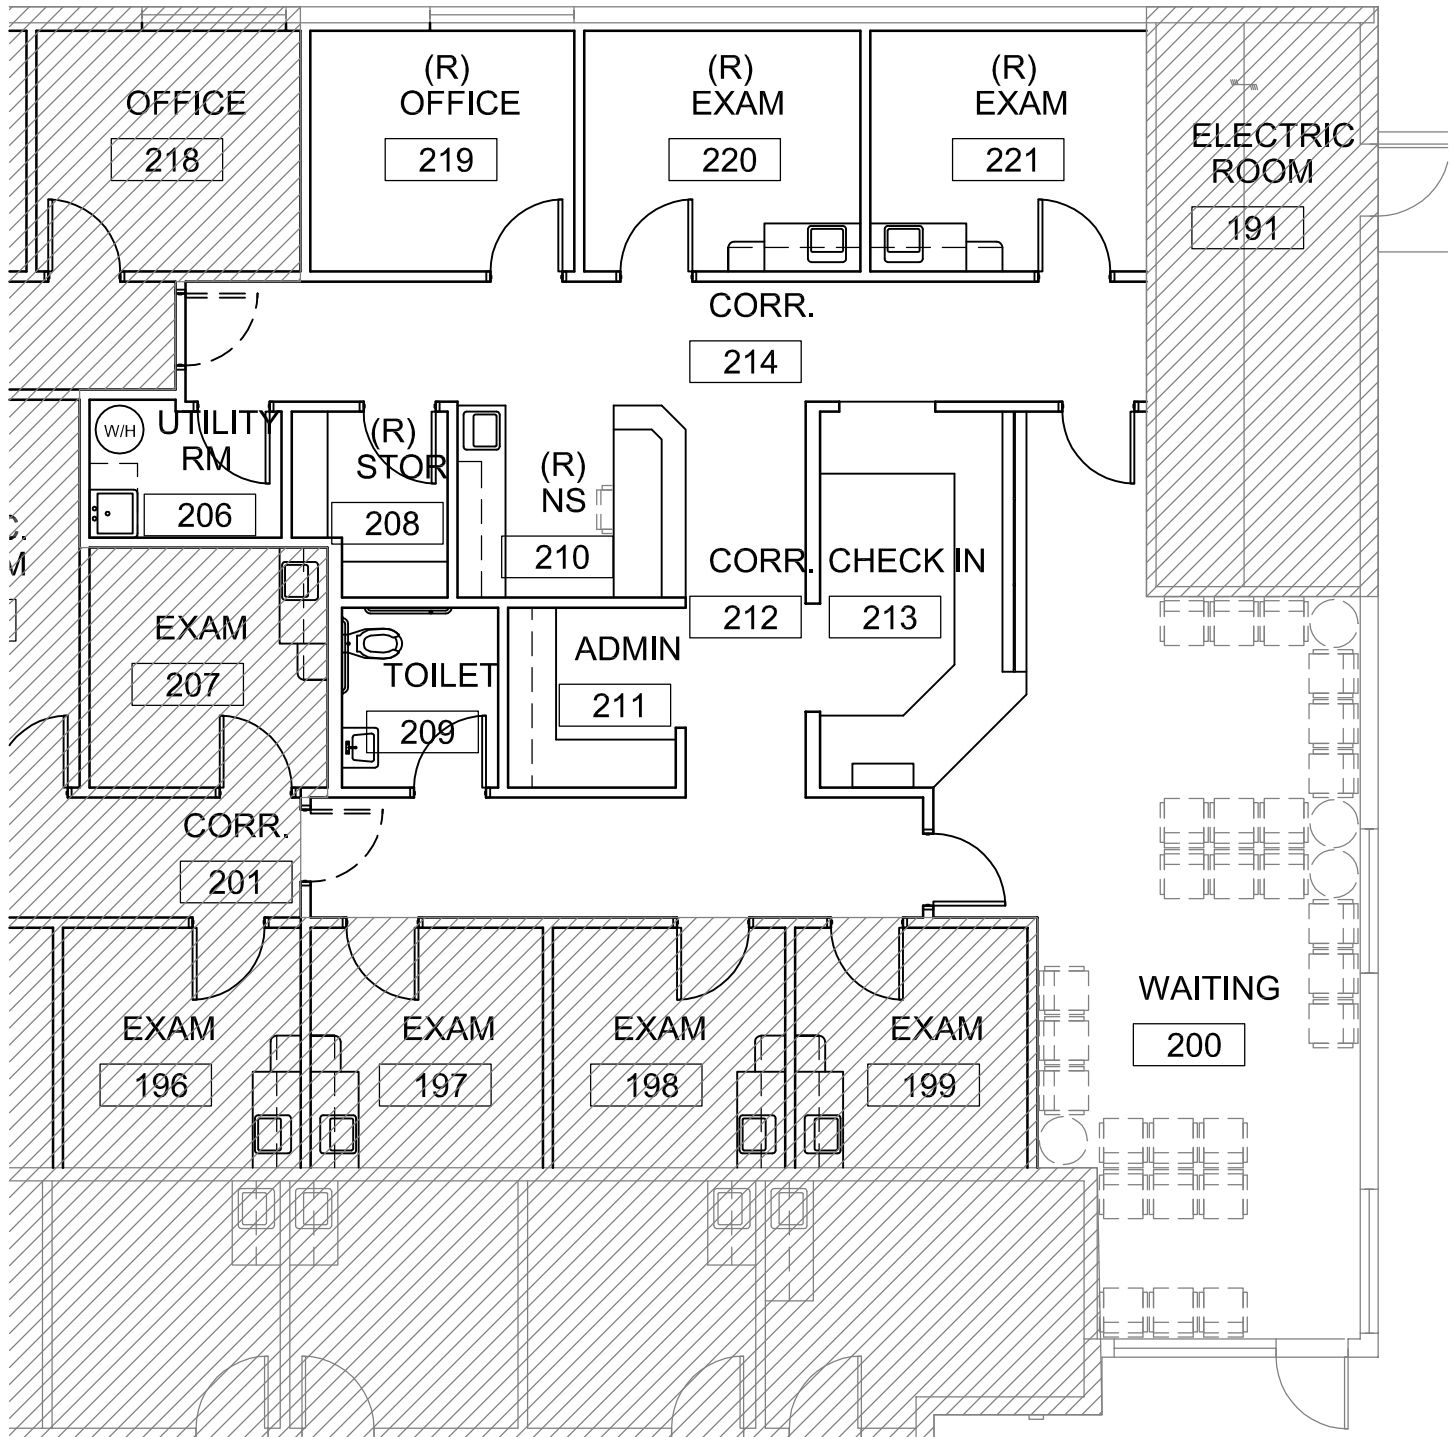 OFFICE
218
(R)
OFFICE
219
(R)
EXAM
220
(R)
EXAM
221
ELECTRIC
ROOM
191
CORR.
214
W/H
UTILITY
RM
206
(R)
STOR
208
(R)
NS
210
CORR.
212
CHECK IN
213
EXAM
207
TOILET
209
ADMIN
211
CORR.
201
EXAM
196
EXAM
197
EXAM
198
EXAM
199
WAITING
200